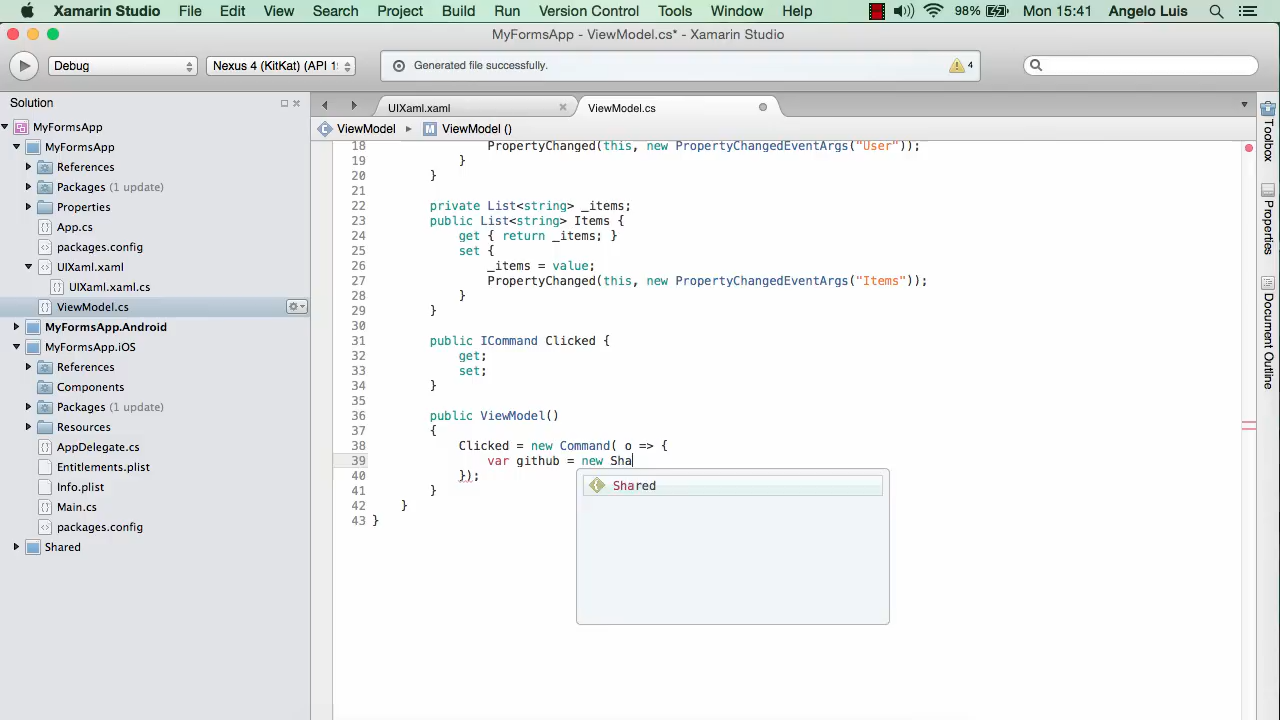 Xamarin Studio File Edit View Search Project Build Run Version Control Tools Window Help 98% Mon 15:41 Angelo Luis
MyFormsApp - ViewModel.cs* - Xamarin Studio
Debug Nexus 4 (KitKat) (API 1 Generated file successfully. 4
Solution
UIXaml.xaml ViewModel.cs
ViewModel ViewModel ()
MyFormsApp
MyFormsApp
References
Packages (1 update)
Properties
App.cs
packages.config
UIXaml.xaml
UIXaml.xaml.cs
ViewModel.cs
MyFormsApp.Android
MyFormsApp.iOS
References
Components
Packages (1 update)
Resources
AppDelegate.cs
Entitlements.plist
Info.plist
Main.cs
packages.config
Shared
18 PropertyChanged(this, new PropertyChangedEventArgs("User"));
19 }
20 }
21
22 private List<string> _items;
23 public List<string> Items {
24 get { return _items; }
25 set {
26 _items = value;
27 PropertyChanged(this, new PropertyChangedEventArgs("Items"));
28 }
29 }
30
31 public ICommand Clicked {
32 get;
33 set;
34 }
35
36 public ViewModel()
37 {
38 Clicked = new Command( o => {
39 var github = new Sha
40 });
41 }
42 }
43 }
Shared
Toolbox
Properties
Document Outline